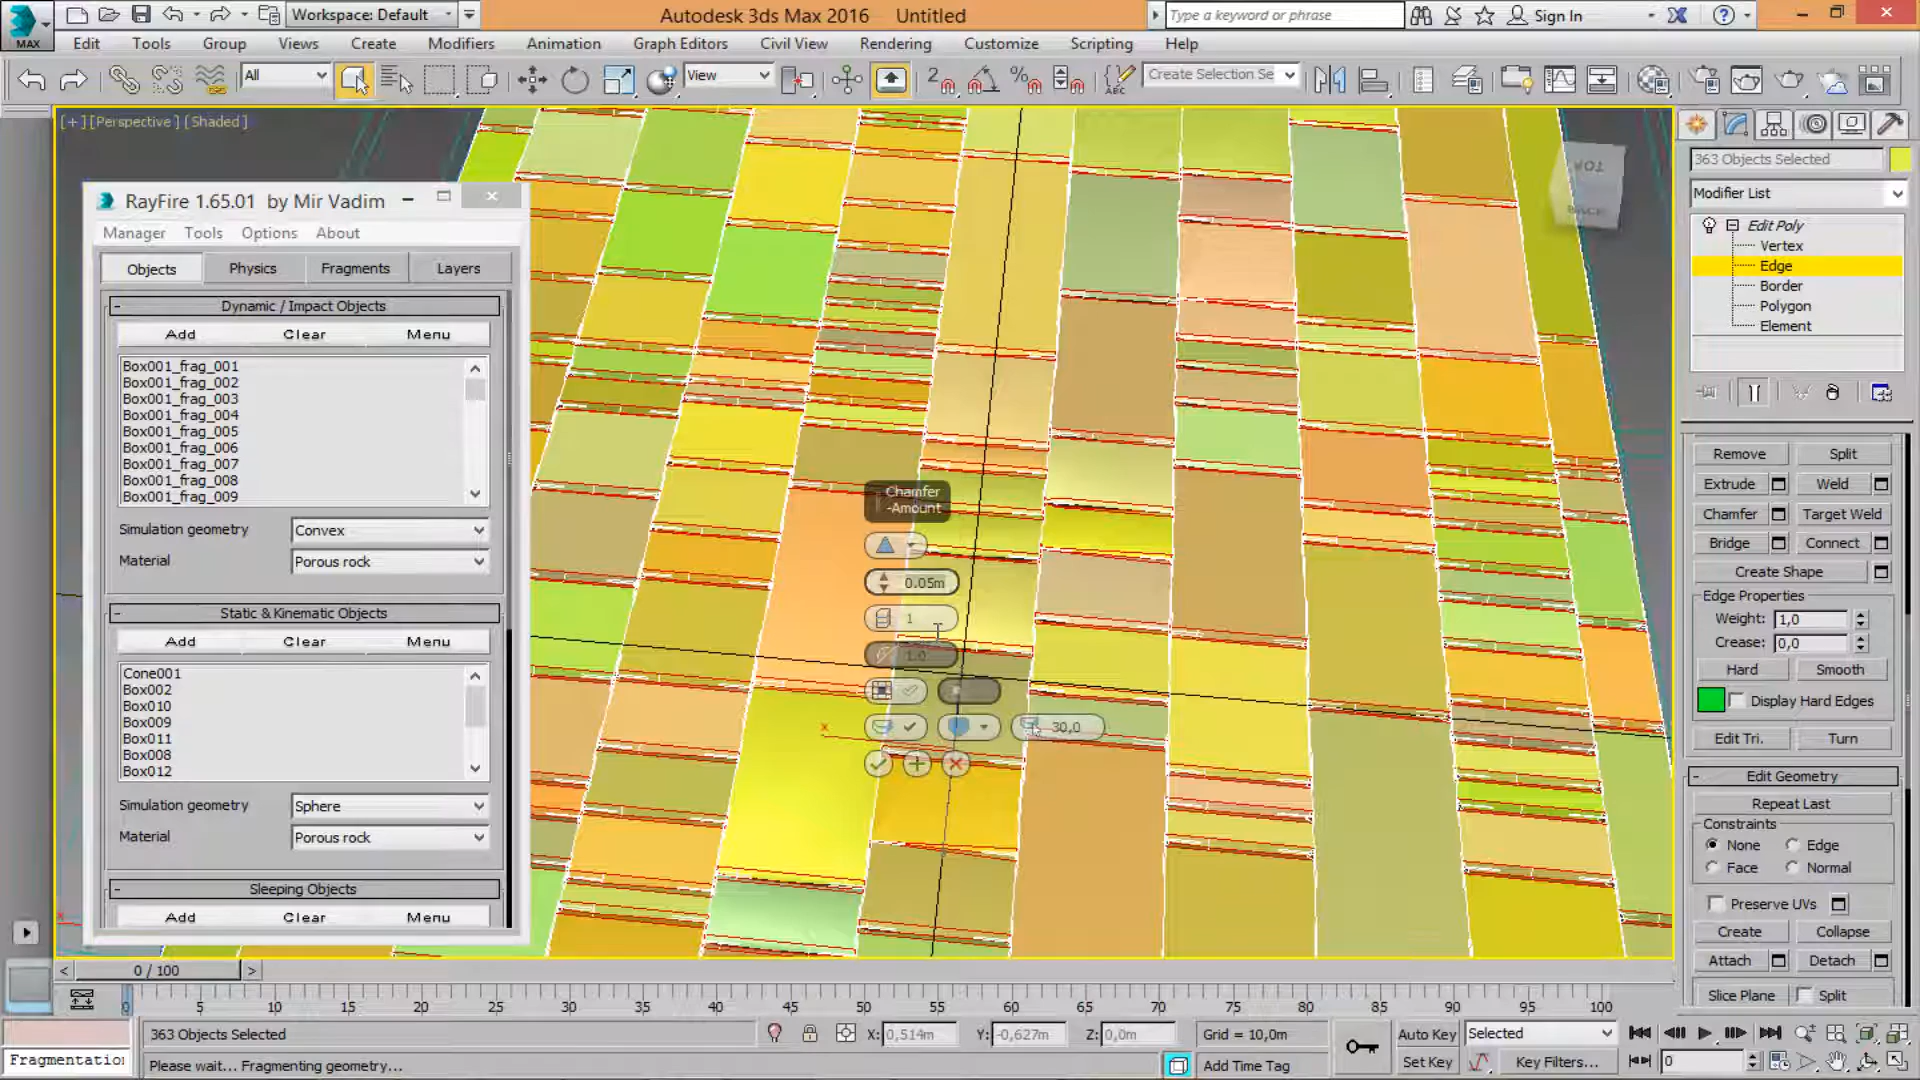 Workspace: Default
Autodesk 3ds Max 2016 Untitled
Type a keyword or phrase
Sign In
MAX
Edit Tools Group Views Create Modifiers Animation Graph Editors Civil View Rendering Customize Scripting Help
All
View
Create Selection Se
[+] [Perspective] [Shaded]
TOP
BACK
RayFire 1.65.01 by Mir Vadim
Manager Tools Options About
Objects Physics Fragments Layers
Dynamic / Impact Objects
Add Clear Menu
Box001_frag_001
Box001_frag_002
Box001_frag_003
Box001_frag_004
Box001_frag_005
Box001_frag_006
Box001_frag_007
Box001_frag_008
Box001_frag_009
Simulation geometry Convex
Material Porous rock
Static & Kinematic Objects
Add Clear Menu
Cone001
Box002
Box010
Box009
Box011
Box008
Box012
Simulation geometry Sphere
Material Porous rock
Sleeping Objects
Add Clear Menu
Chamfer
-Amount
0.05m
1
1.0
30,0
x
363 Objects Selected
Modifier List
Edit Poly
Vertex
Edge
Border
Polygon
Element
Remove Split
Extrude Weld
Chamfer Target Weld
Bridge Connect
Create Shape
Edge Properties
Weight: 1,0
Crease: 0,0
Hard Smooth
Display Hard Edges
Edit Tri. Turn
Edit Geometry
Repeat Last
Constraints
None Edge
Face Normal
Preserve UVs
Create Collapse
Attach Detach
Slice Plane Split
< 0 / 100 >
0 5 10 15 20 25 30 35 40 45 50 55 60 65 70 75 80 85 90 95 100
363 Objects Selected
X: 0,514m Y: -0,627m Z: 0,0m Grid = 10,0m
Auto Key Selected
Fragmentation
Please wait... Fragmenting geometry...
Add Time Tag
Set Key Key Filters... 0